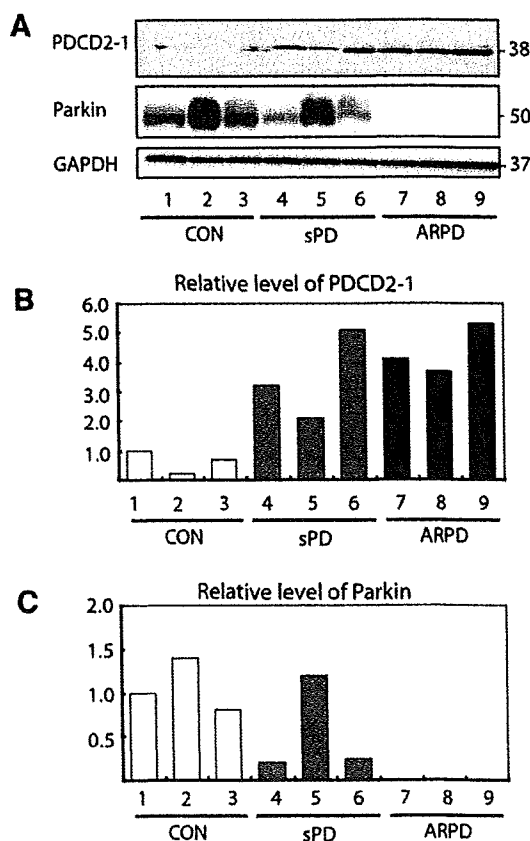 A
PDCD2-1
38
Parkin
50
GAPDH
37
1 2 3 4 5 6 7 8 9
CON sPD ARPD
B
Relative level of PDCD2-1
6.0
5.0
4.0
3.0
2.0
1.0
1 2 3 4 5 6 7 8 9
CON sPD ARPD
C
Relative level of Parkin
2.0
1.5
1.0
0.5
1 2 3 4 5 6 7 8 9
CON sPD ARPD